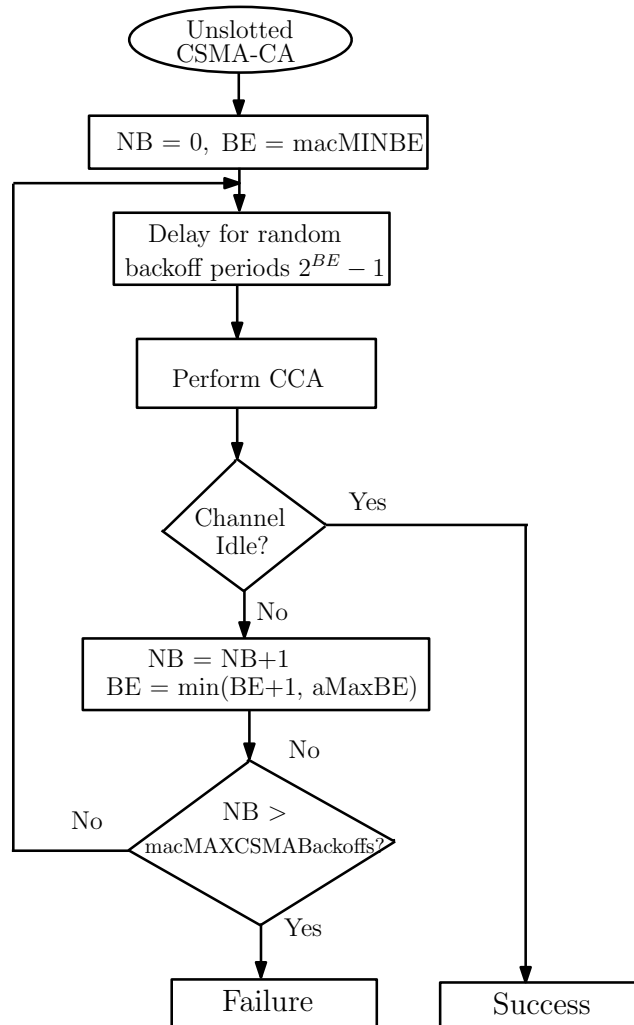 Unslotted
CSMA-CA
NB = 0, BE = macMINBE
Delay for random
backoff periods 2^{BE} − 1
Perform CCA
Channel
Idle?
Yes
No
NB = NB+1
BE = min(BE+1, aMaxBE)
No
NB >
macMAXCSMABackoffs?
No
Yes
Failure
Success